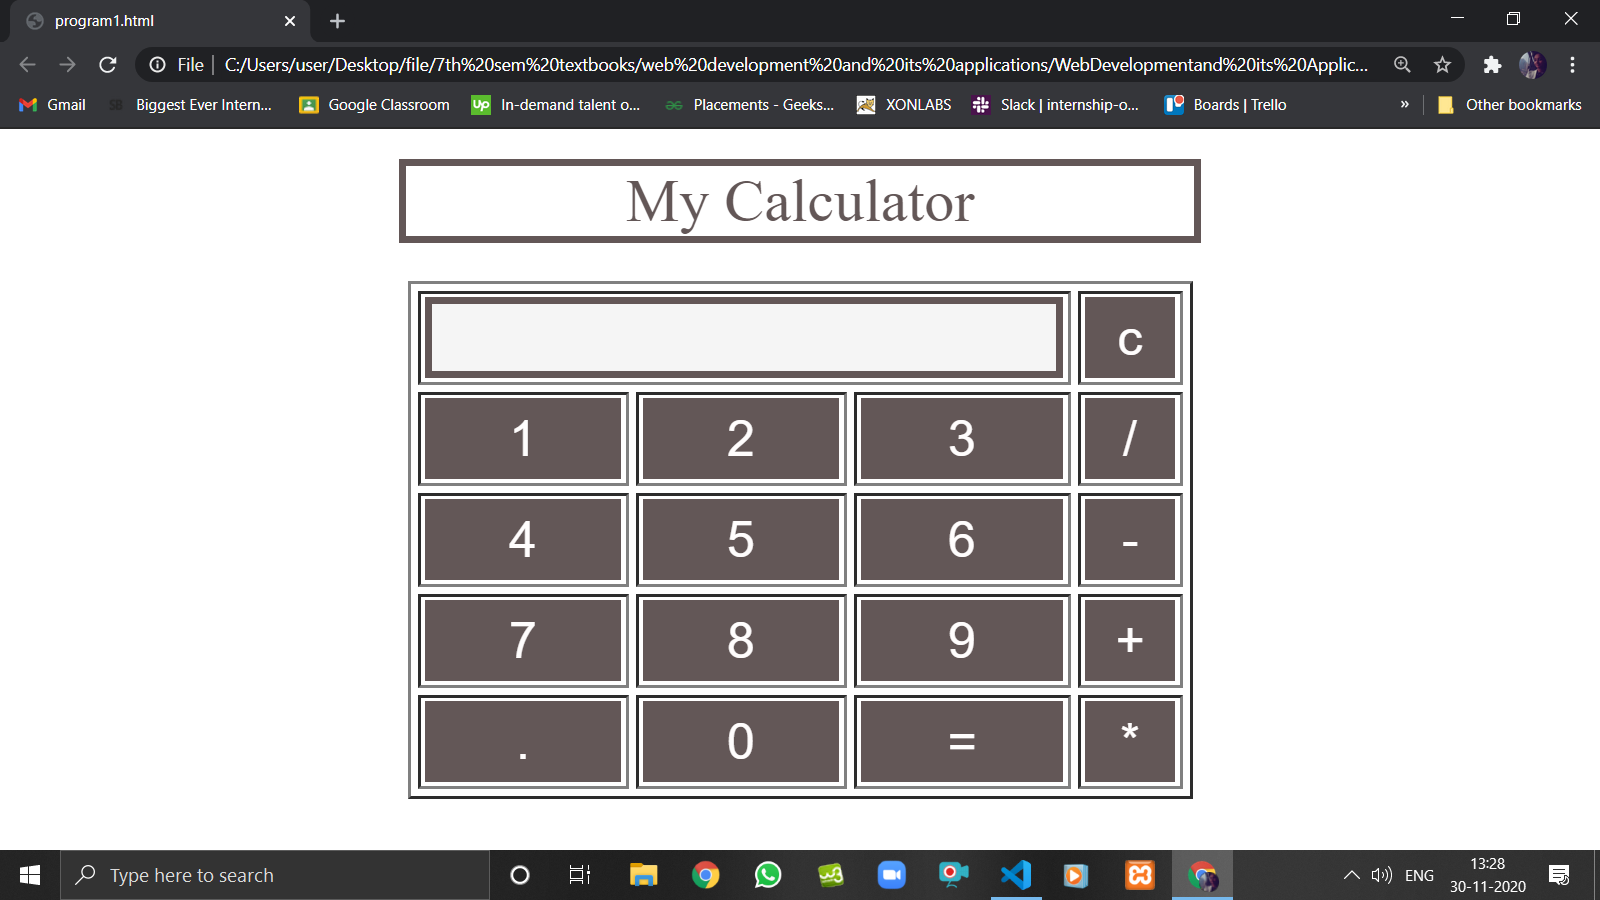 program1.html
File | C:/Users/user/Desktop/file/7th%20sem%20textbooks/web%20development%20and%20its%20applications/WebDevelopmentand%20its%20Applic...
Gmail SB Biggest Ever Intern... Google Classroom Up In-demand talent o... Placements - Geeks... XONLABS Slack | internship-o... Boards | Trello » Other bookmarks
My Calculator
c
1 2 3 /
4 5 6 -
7 8 9 +
. 0 = *
Type here to search w3 ENG 13:28
30-11-2020